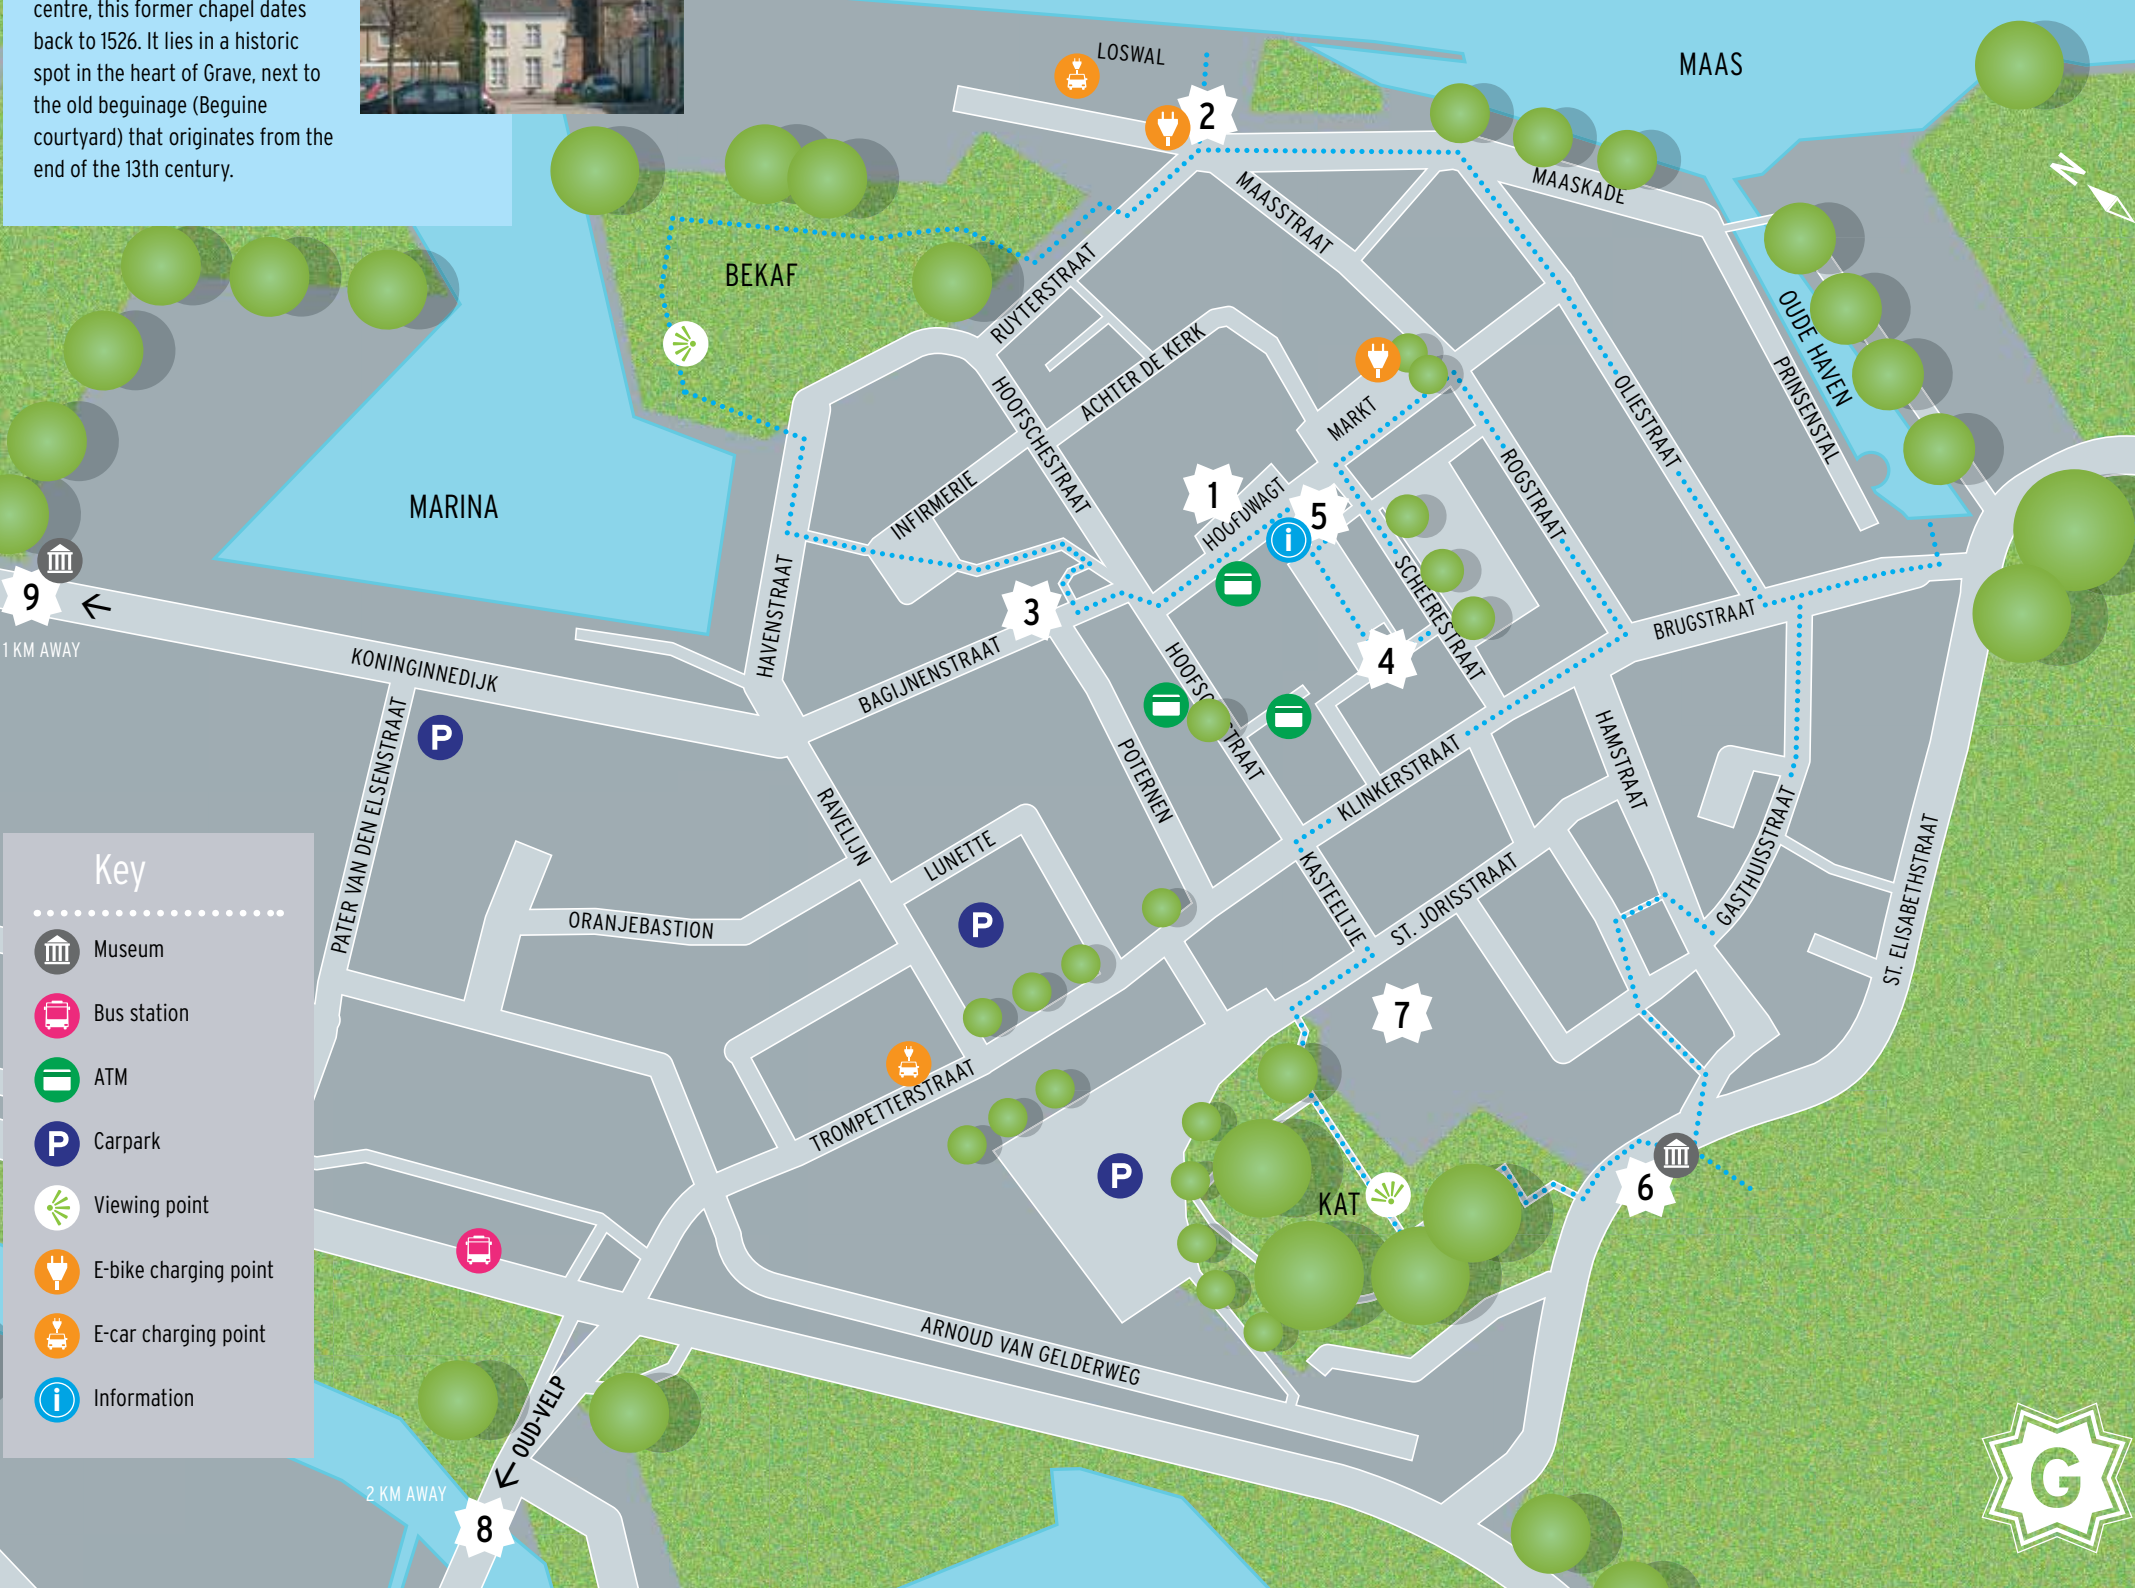 centre, this former chapel dates
back to 1526. It lies in a historic
spot in the heart of Grave, next to
the old beguinage (Beguine
courtyard) that originates from the
end of the 13th century.
LOSWAL
MAAS
2
N
MAASKADE
MAASSTRAAT
BEKAF
RUYTERSTRAAT
OUDE HAVEN
ACHTER DE KERK
PRINSENSTAL
OLIESTRAAT
HOOFSCHESTRAAT
MARKT
ROGSTRAAT
MARINA
INFIRMERIE
1
HOOFDWAGT
5
i
SCHEERESTRAAT
9
1 KM AWAY
3
HAVENSTRAAT
BRUGSTRAAT
4
KONINGINNEDIJK
BAGIJNENSTRAAT
HOOFSCHESTRAAT
P
PATER VAN DEN ELSENSTRAAT
POTERNEN
HAMSTRAAT
KLINKERSTRAAT
RAVELIJN
LUNETTE
KASTEELTJE
ST. JORISSTRAAT
GASTHUISSTRAAT
ST. ELISABETHSTRAAT
ORANJEBASTION
P
7
TROMPETTERSTRAAT
P
KAT
6
ARNOUD VAN GELDERWEG
OUD-VELP
2 KM AWAY
8
G
Key
Museum
Bus station
ATM
P Carpark
Viewing point
E-bike charging point
E-car charging point
i Information